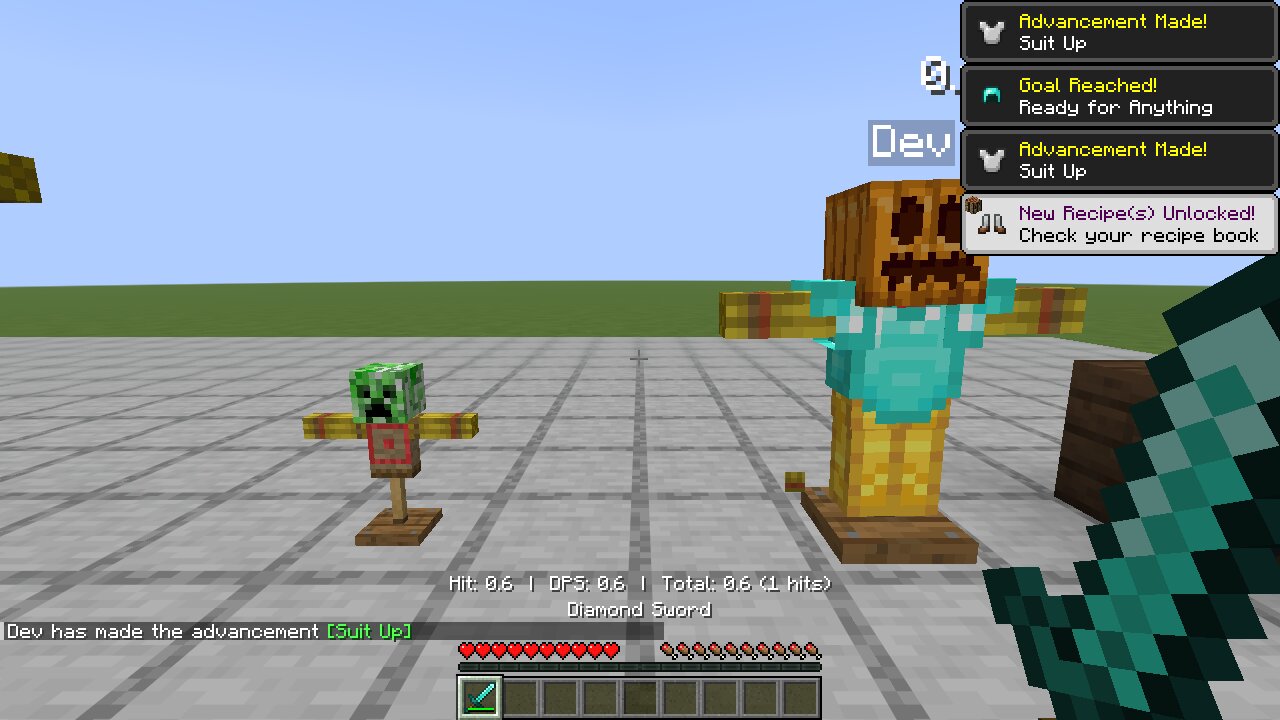 Advancement Made!
Suit Up
Goal Reached!
Ready for Anything
Advancement Made!
Suit Up
New Recipe(s) Unlocked!
Check your recipe book
0.
Dev
Hit: 0.6 | DPS: 0.6 | Total: 0.6 (1 hits)
Diamond Sword
Dev has made the advancement [Suit Up]